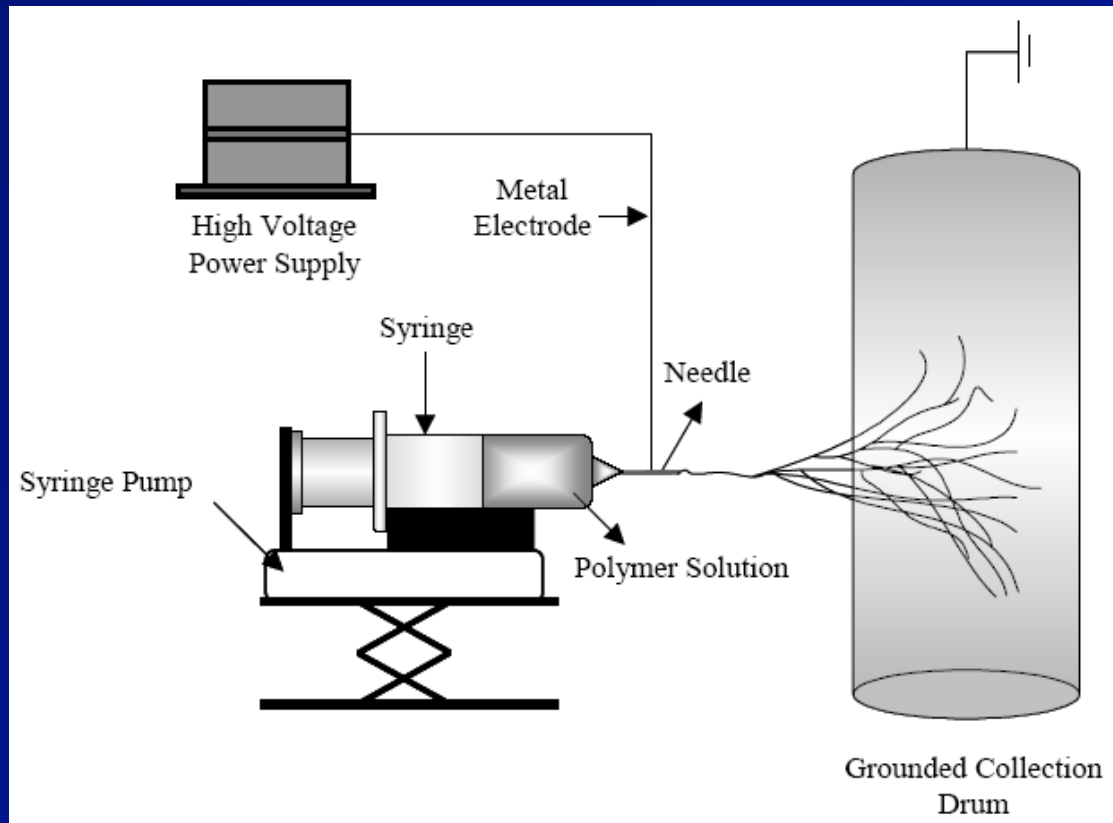 High Voltage
Power Supply
Metal
Electrode
Syringe
Needle
Syringe Pump
Polymer Solution
Grounded Collection
Drum